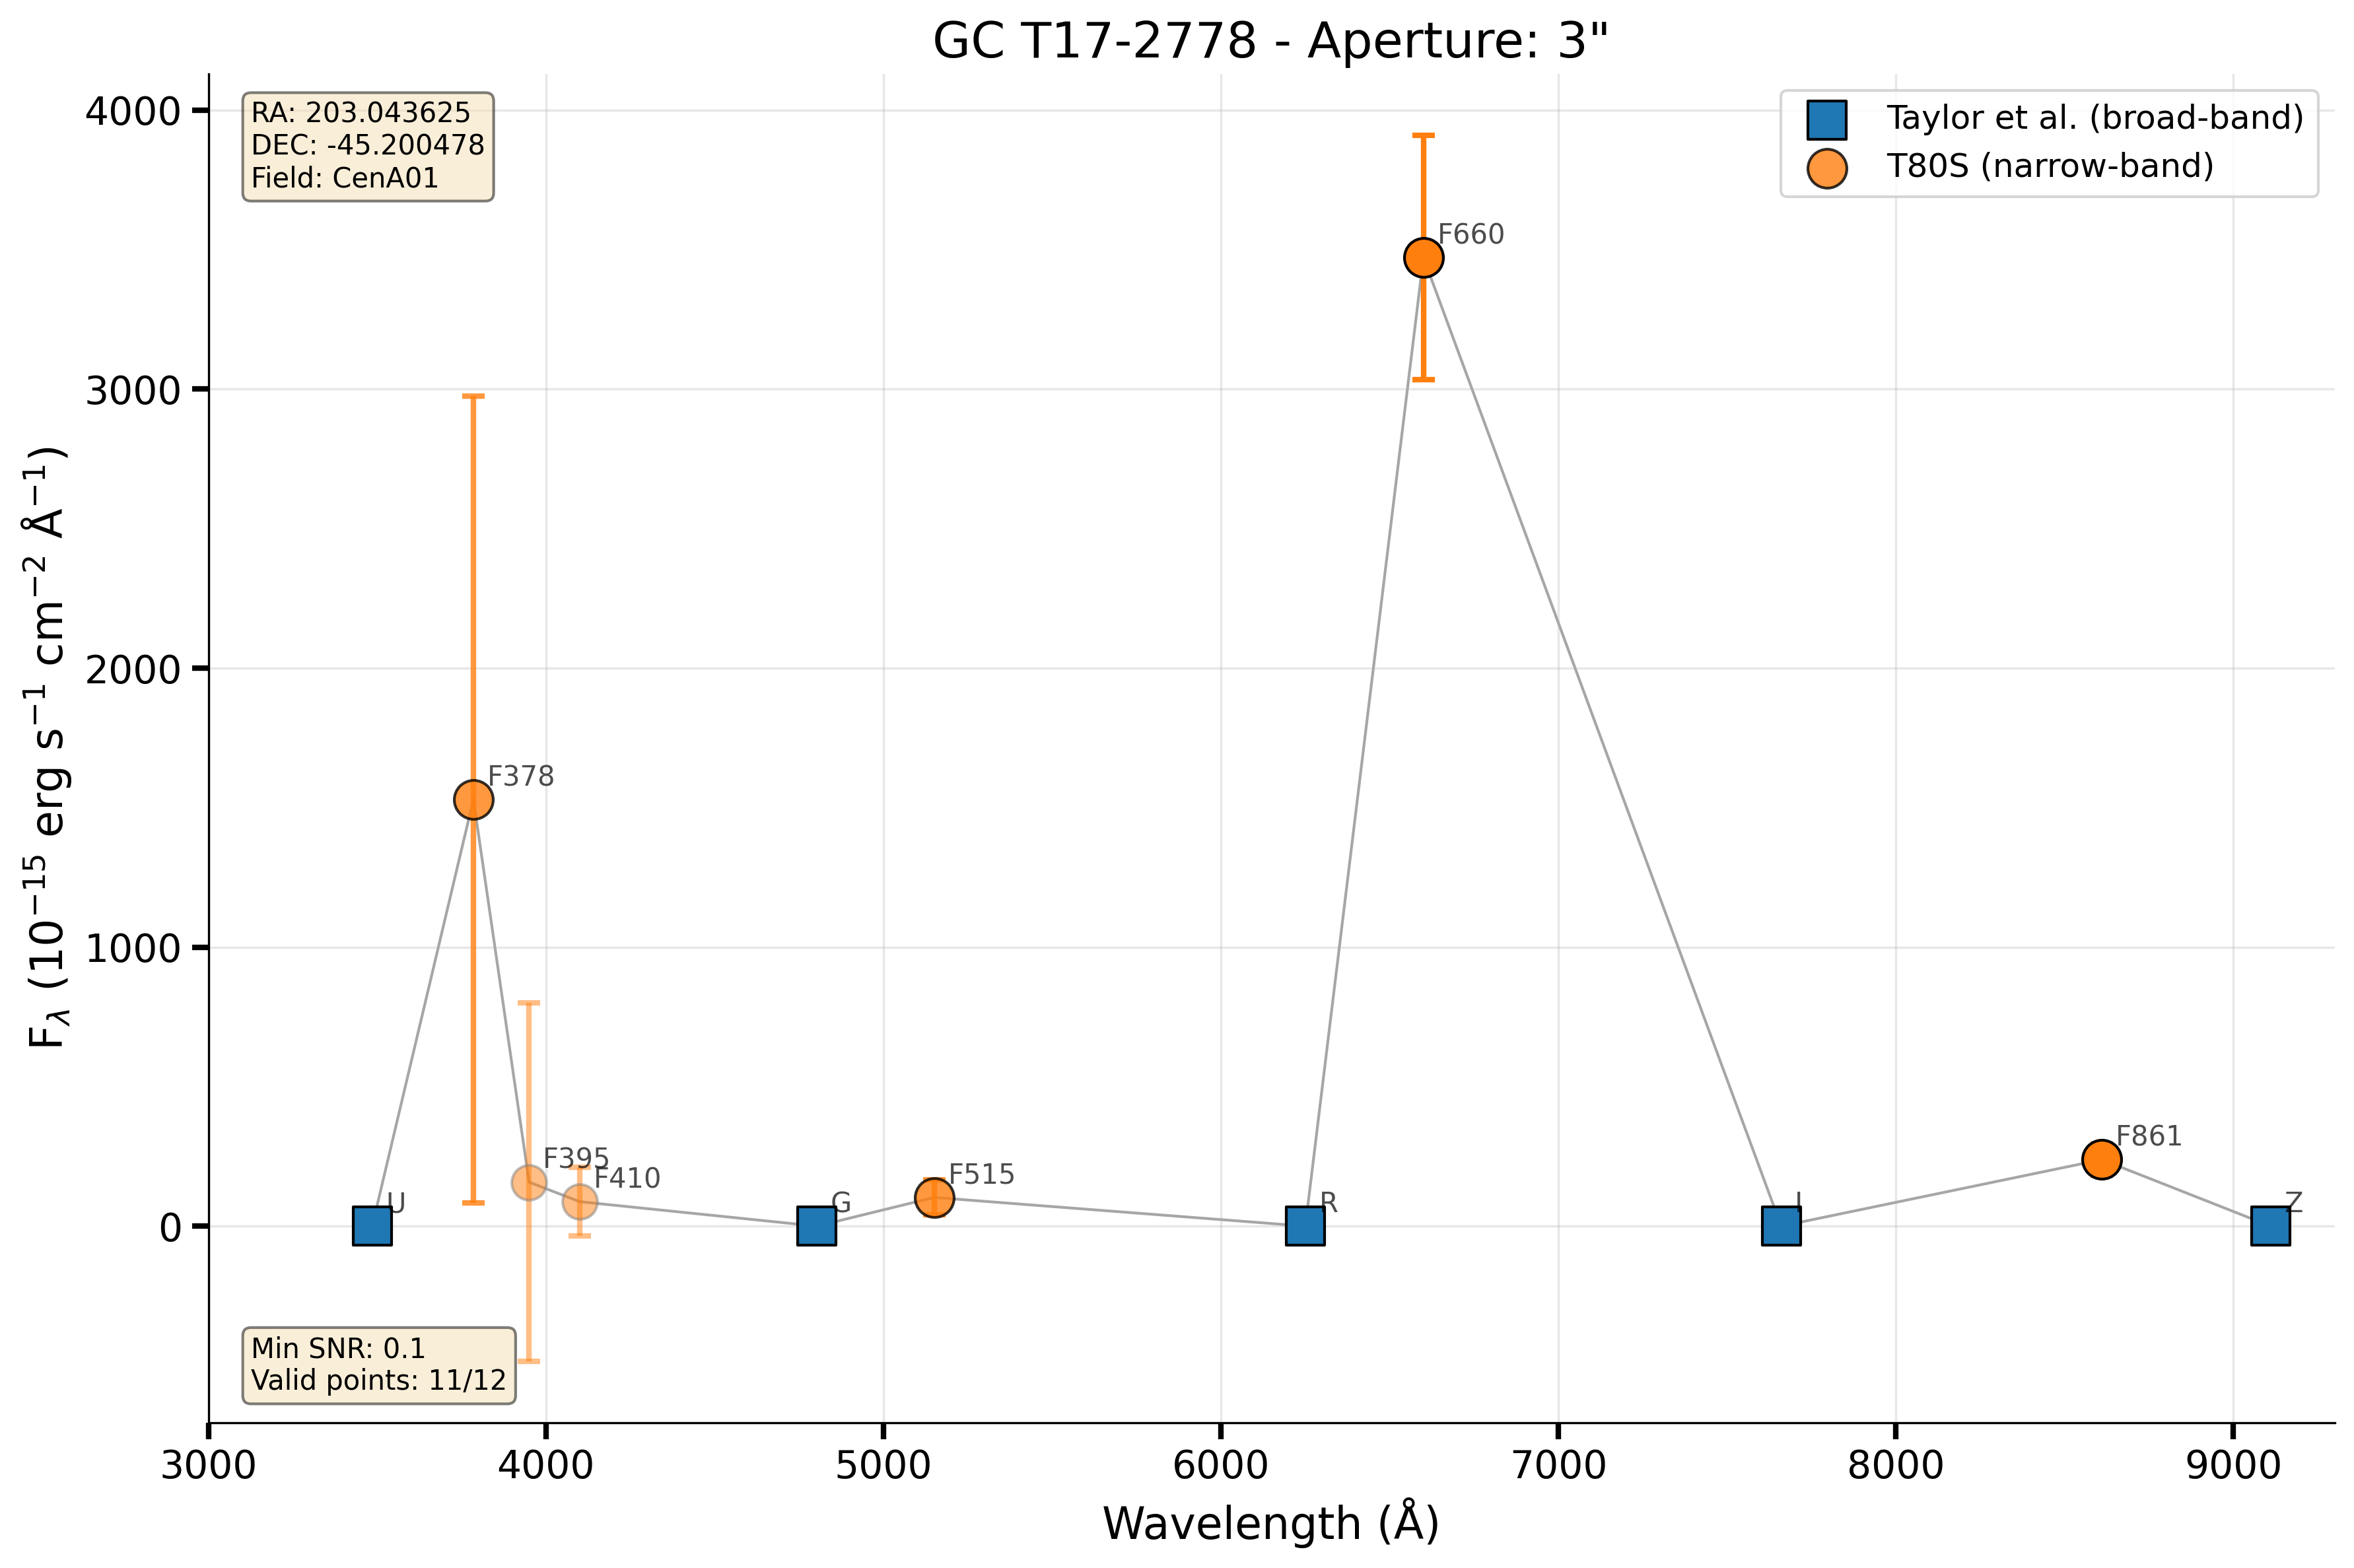 GC T17-2778 - Aperture: 3"
RA: 203.043625
DEC: -45.200478
Field: CenA01
Taylor et al. (broad-band)
T80S (narrow-band)
F_λ (10⁻¹⁵ erg s⁻¹ cm⁻² Å⁻¹)
4000
3000
2000
1000
0
U
F378
F395
F410
G
F515
R
F660
I
F861
Z
Min SNR: 0.1
Valid points: 11/12
3000 4000 5000 6000 7000 8000 9000
Wavelength (Å)